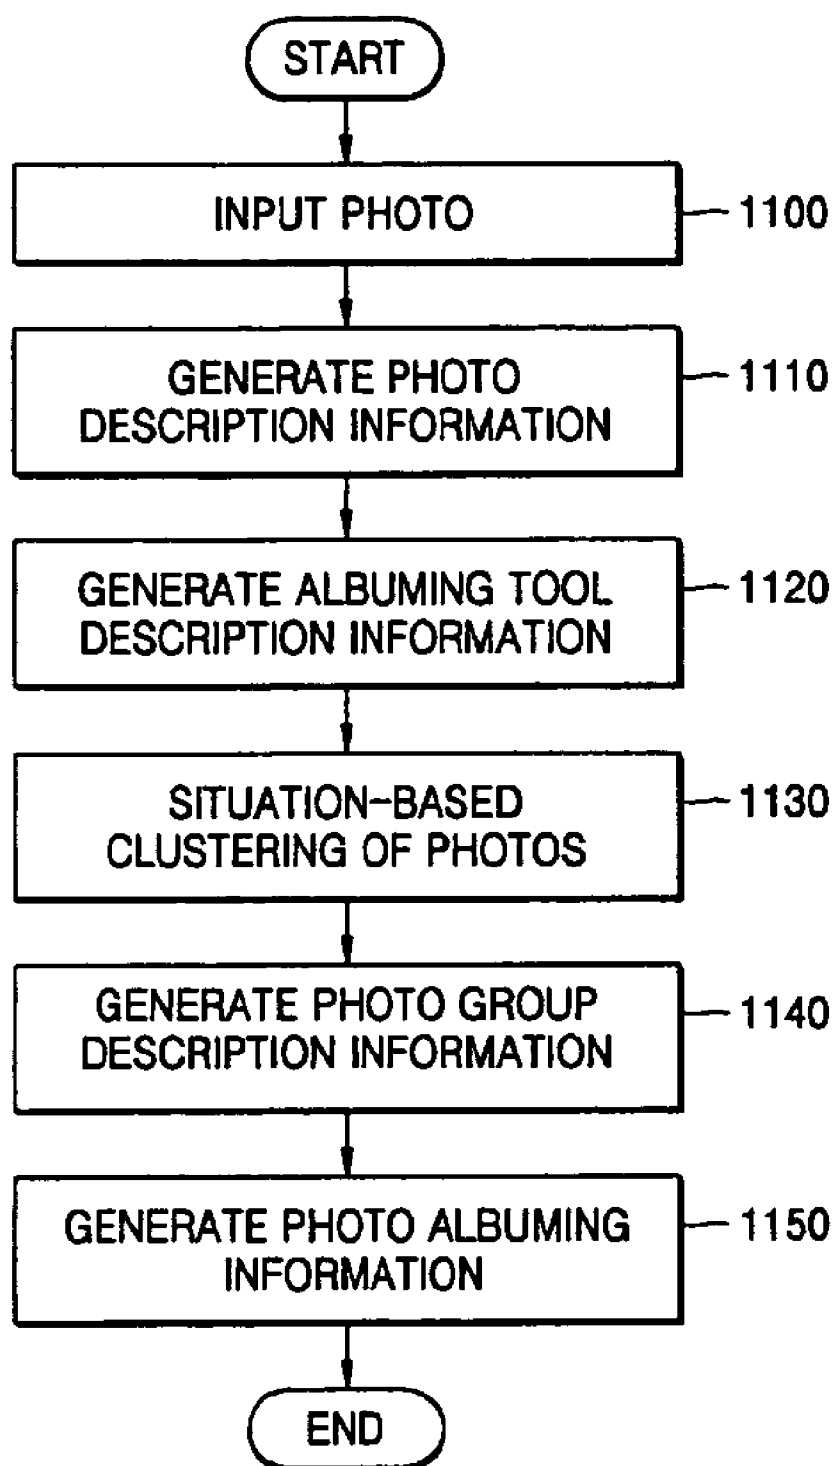 START
INPUT PHOTO
1100
GENERATE PHOTO
DESCRIPTION INFORMATION
1110
GENERATE ALBUMING TOOL
DESCRIPTION INFORMATION
1120
SITUATION-BASED
CLUSTERING OF PHOTOS
1130
GENERATE PHOTO GROUP
DESCRIPTION INFORMATION
1140
GENERATE PHOTO ALBUMING
INFORMATION
1150
END